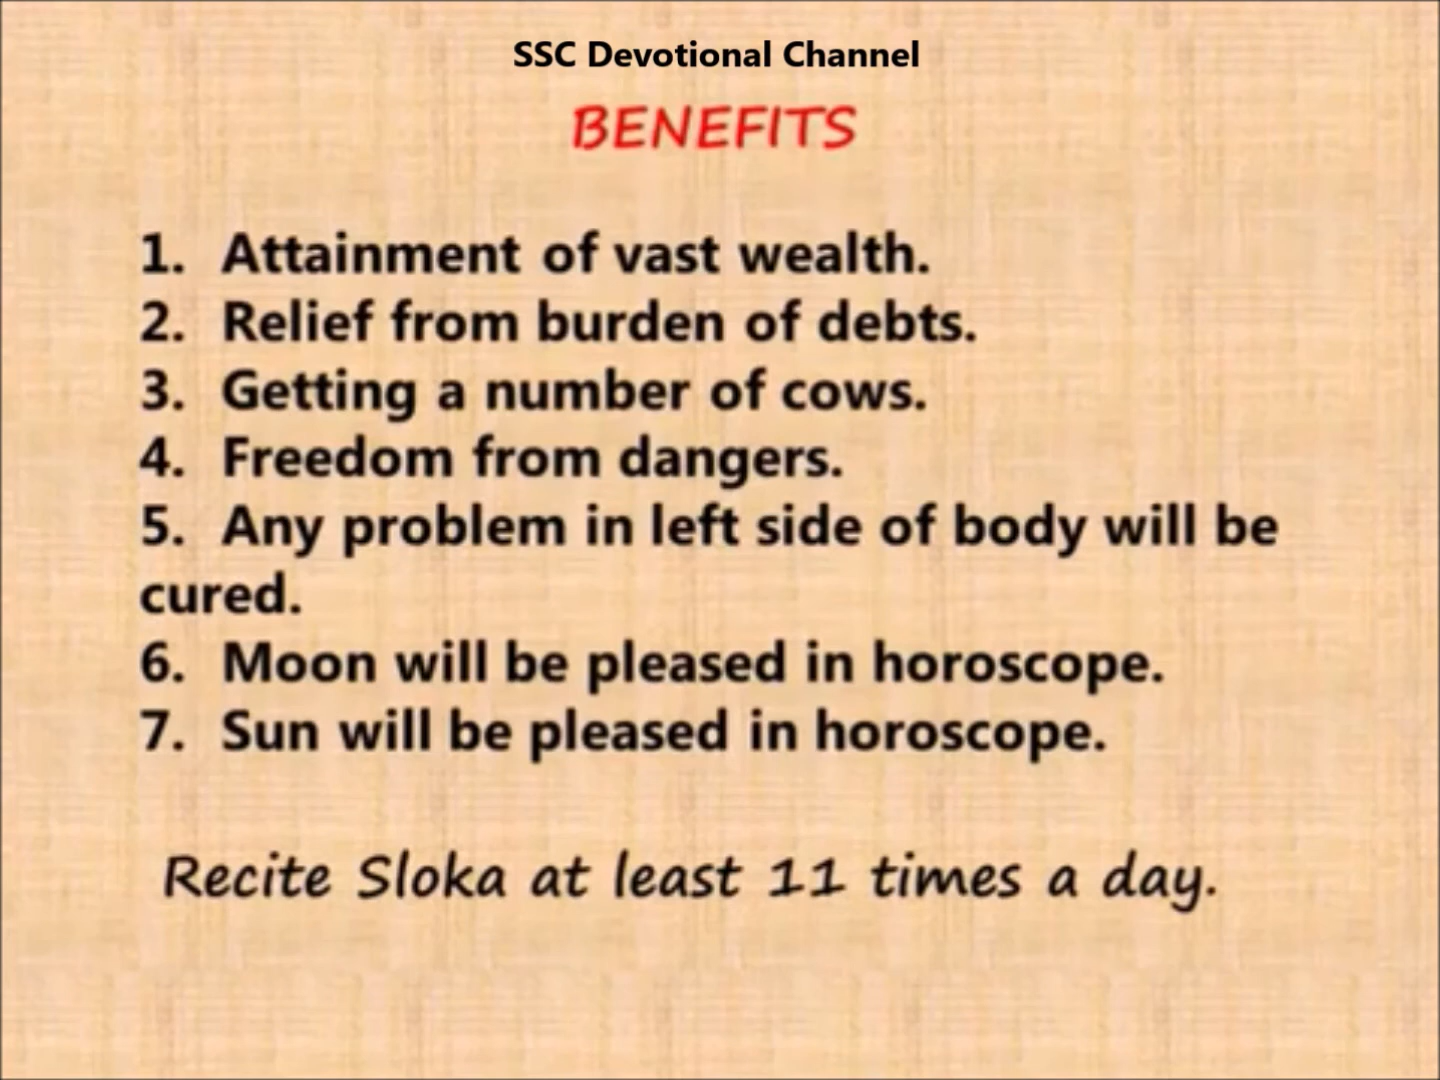 SSC Devotional Channel
BENEFITS
1. Attainment of vast wealth.
2. Relief from burden of debts.
3. Getting a number of cows.
4. Freedom from dangers.
5. Any problem in left side of body will be
cured.
6. Moon will be pleased in horoscope.
7. Sun will be pleased in horoscope.
Recite Sloka at least 11 times a day.